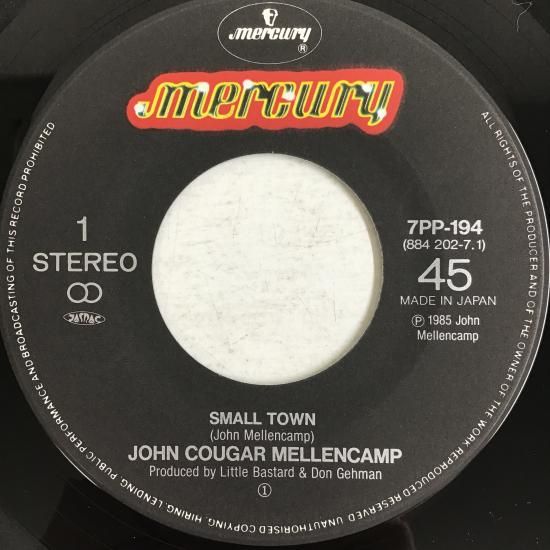 mercury
®
mercury
1
STEREO
JASRAC
7PP-194
(884 202-7.1)
45
MADE IN JAPAN
Ⓟ 1985 John
Mellencamp
SMALL TOWN
(John Mellencamp)
JOHN COUGAR MELLENCAMP
Produced by Little Bastard & Don Gehman
①
ALL RIGHTS OF THE PRODUCER AND OF THE OWNER OF THE WORK REPRODUCED RESERVED. UNAUTHORISED COPYING, HIRING, LENDING, PUBLIC PERFORMANCE AND BROADCASTING OF THIS RECORD PROHIBITED